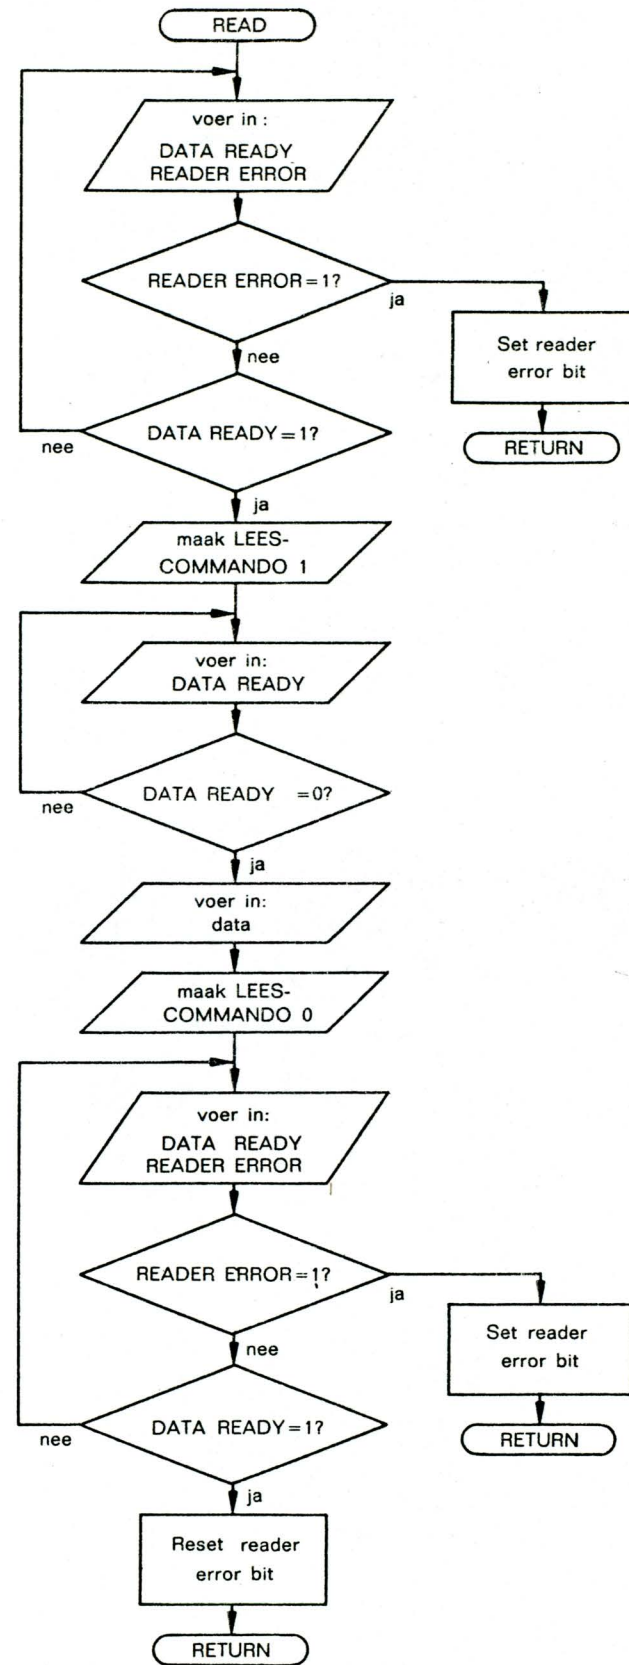 READ
voer in :
DATA READY
READER ERROR
READER ERROR=1?
ja
nee
Set reader
error bit
RETURN
DATA READY=1?
nee
ja
maak LEES-
COMMANDO 1
voer in:
DATA READY
DATA READY =0?
nee
ja
voer in:
data
maak LEES-
COMMANDO 0
voer in:
DATA READY
READER ERROR
READER ERROR=1?
ja
nee
Set reader
error bit
RETURN
DATA READY=1?
nee
ja
Reset reader
error bit
RETURN